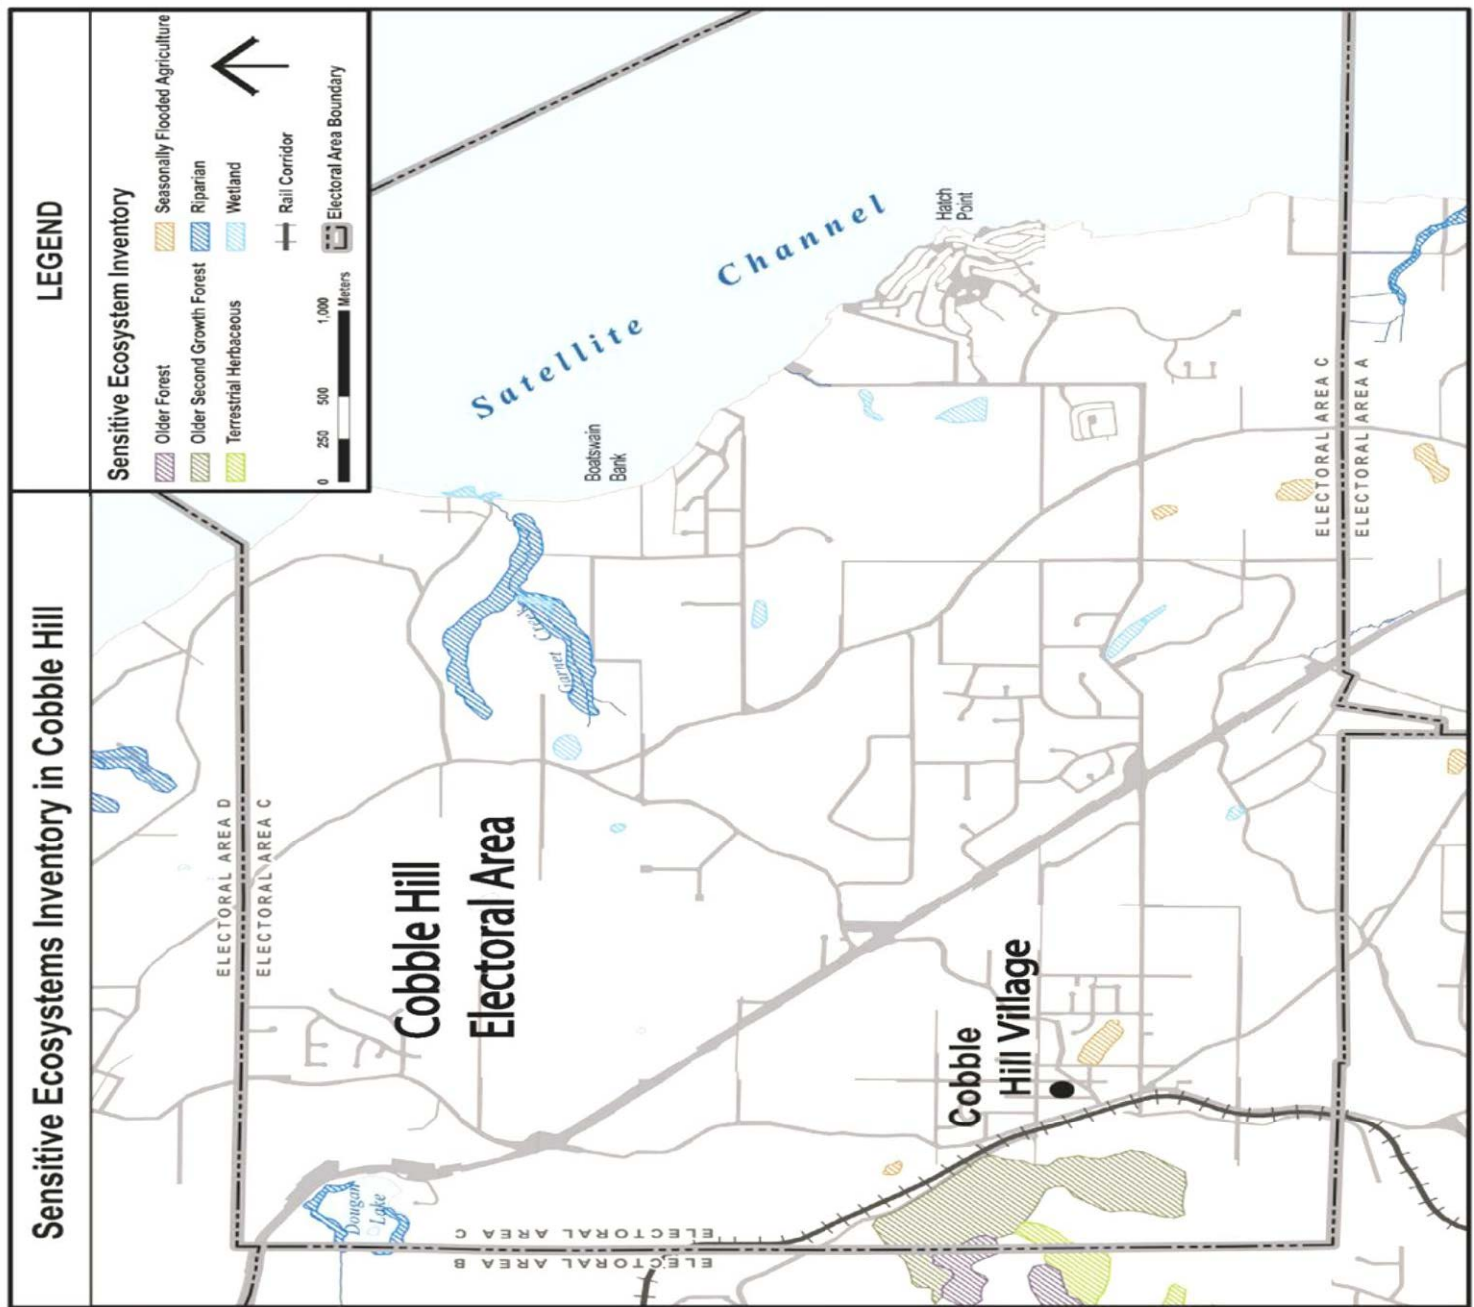 Sensitive Ecosystems Inventory in Cobble Hill
LEGEND
Sensitive Ecosystem Inventory
Older Forest
Older Second Growth Forest
Terrestrial Herbaceous
Seasonally Flooded Agriculture
Riparian
Wetland
Rail Corridor
Electoral Area Boundary
0 250 500 1,000
Meters
ELECTORAL AREA D
ELECTORAL AREA C
Cobble Hill
Electoral Area
Garnet Creek
Satellite Channel
Boatswain
Bank
Hatch
Point
Dougan
Lake
ELECTORAL AREA C
ELECTORAL AREA B
Cobble
Hill Village
ELECTORAL AREA C
ELECTORAL AREA A